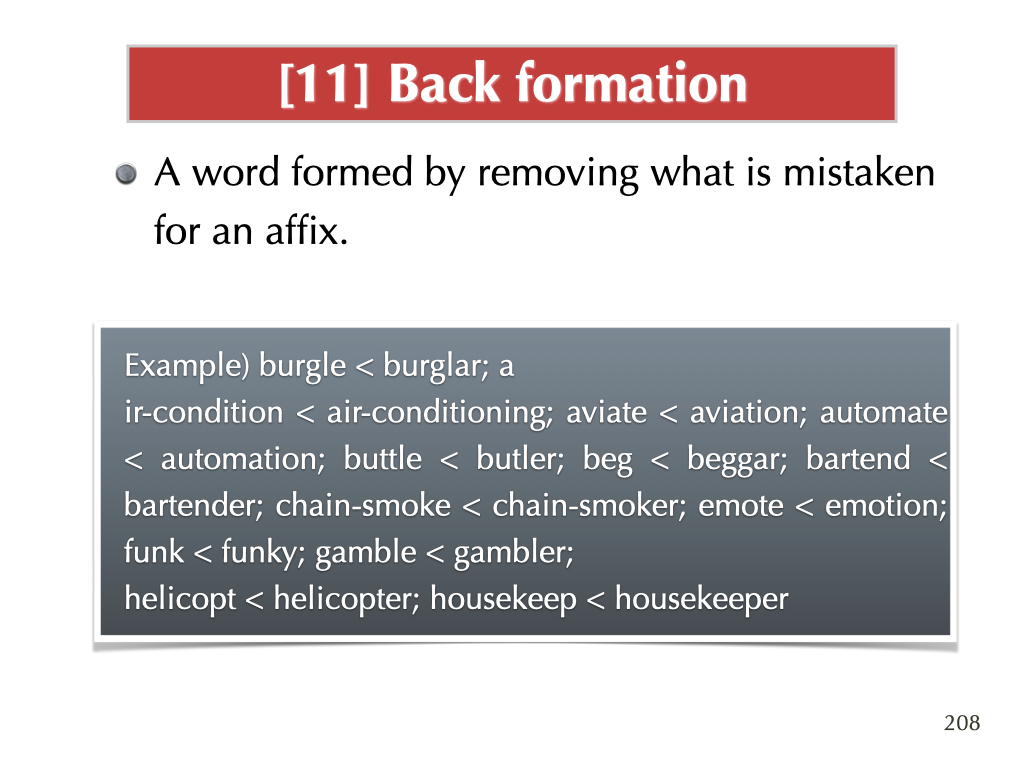 [11] Back formation
A word formed by removing what is mistaken
for an affix.
Example) burgle < burglar; a
ir-condition < air-conditioning; aviate < aviation; automate
< automation; buttle < butler; beg < beggar; bartend <
bartender; chain-smoke < chain-smoker; emote < emotion;
funk < funky; gamble < gambler;
helicopt < helicopter; housekeep < housekeeper
208